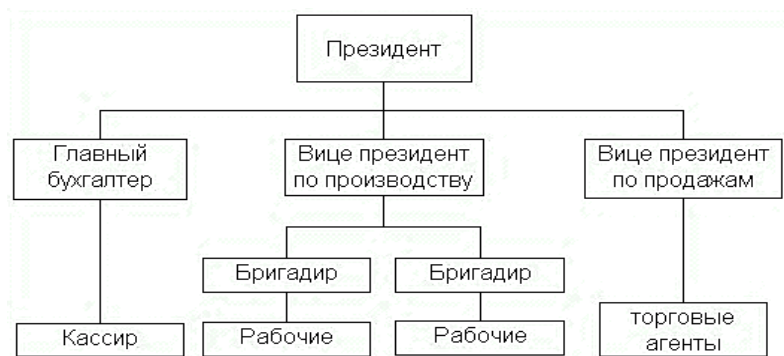 Президент
Главный
бухгалтер
Вице президент
по производству
Вице президент
по продажам
Бригадир
Бригадир
Кассир
Рабочие
Рабочие
торговые
агенты